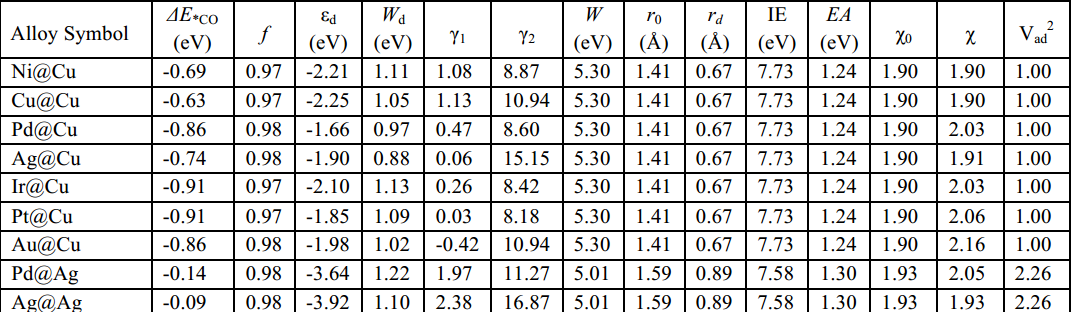 Alloy Symbol ΔE*CO (eV) f εd (eV) Wd (eV) γ1 γ2 W (eV) r0 (Å) rd (Å) IE (eV) EA (eV) χ0 χ Vad²
Ni@Cu -0.69 0.97 -2.21 1.11 1.08 8.87 5.30 1.41 0.67 7.73 1.24 1.90 1.90 1.00
Cu@Cu -0.63 0.97 -2.25 1.05 1.13 10.94 5.30 1.41 0.67 7.73 1.24 1.90 1.90 1.00
Pd@Cu -0.86 0.98 -1.66 0.97 0.47 8.60 5.30 1.41 0.67 7.73 1.24 1.90 2.03 1.00
Ag@Cu -0.74 0.98 -1.90 0.88 0.06 15.15 5.30 1.41 0.67 7.73 1.24 1.90 1.91 1.00
Ir@Cu -0.91 0.97 -2.10 1.13 0.26 8.42 5.30 1.41 0.67 7.73 1.24 1.90 2.03 1.00
Pt@Cu -0.91 0.97 -1.85 1.09 0.03 8.18 5.30 1.41 0.67 7.73 1.24 1.90 2.06 1.00
Au@Cu -0.86 0.98 -1.98 1.02 -0.42 10.94 5.30 1.41 0.67 7.73 1.24 1.90 2.16 1.00
Pd@Ag -0.14 0.98 -3.64 1.22 1.97 11.27 5.01 1.59 0.89 7.58 1.30 1.93 2.05 2.26
Ag@Ag -0.09 0.98 -3.92 1.10 2.38 16.87 5.01 1.59 0.89 7.58 1.30 1.93 1.93 2.26